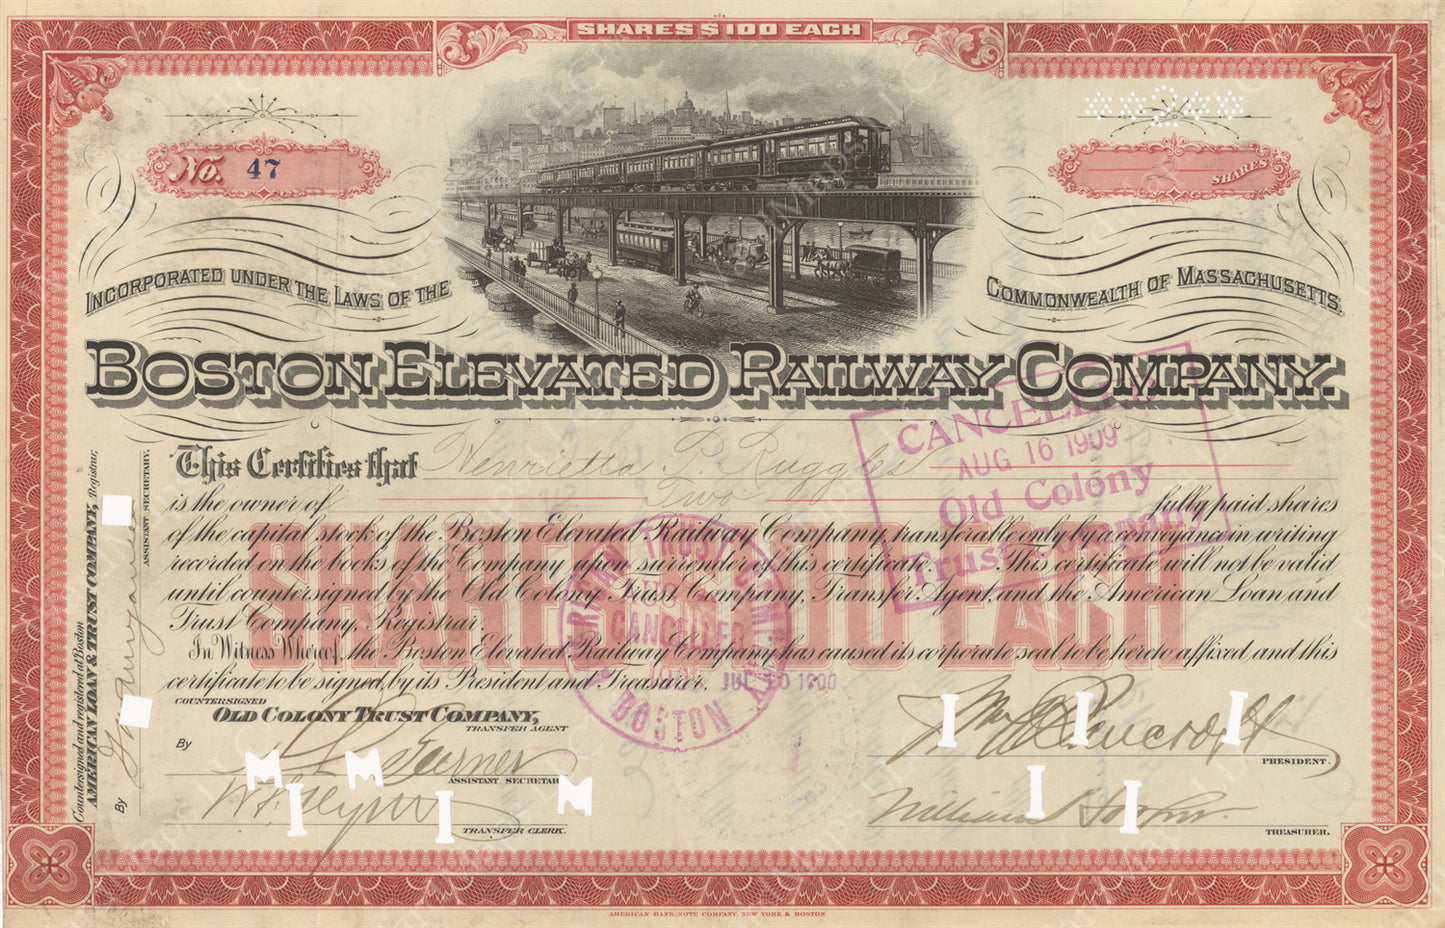 SHARES $100 EACH
No. 47
SHARES
INCORPORATED UNDER THE LAWS OF THE
COMMONWEALTH OF MASSACHUSETTS.
BOSTON ELEVATED RAILWAY COMPANY.
This Certifies that Henrietta P. Ruggles
is the owner of Two fully paid shares
of the capital stock of the Boston Elevated Railway Company, transferable only by a conveyance in writing
recorded on the books of the Company upon surrender of this certificate. This certificate will not be valid
until countersigned by the Old Colony Trust Company, Transfer Agent, and the American Loan and
Trust Company, Registrar
In Witness Whereof, the Boston Elevated Railway Company has caused its corporate seal to be hereto affixed, and this
certificate to be signed by its President and Treasurer.
SHARES $100 EACH
CANCELLED
AUG 16 1909
Old Colony
Trust Company
TRUST
CANCELLED
BOSTON
COUNTERSIGNED
OLD COLONY TRUST COMPANY,
TRANSFER AGENT
By
Turner
ASSISTANT SECRETARY
TRANSFER CLERK.
Wm A Bancroft
PRESIDENT.
William Hooper.
TREASURER.
Countersigned and registered at Boston
AMERICAN LOAN & TRUST COMPANY, Registrar,
By
ASSISTANT SECRETARY.
AMERICAN BANK NOTE COMPANY, NEW YORK & BOSTON.